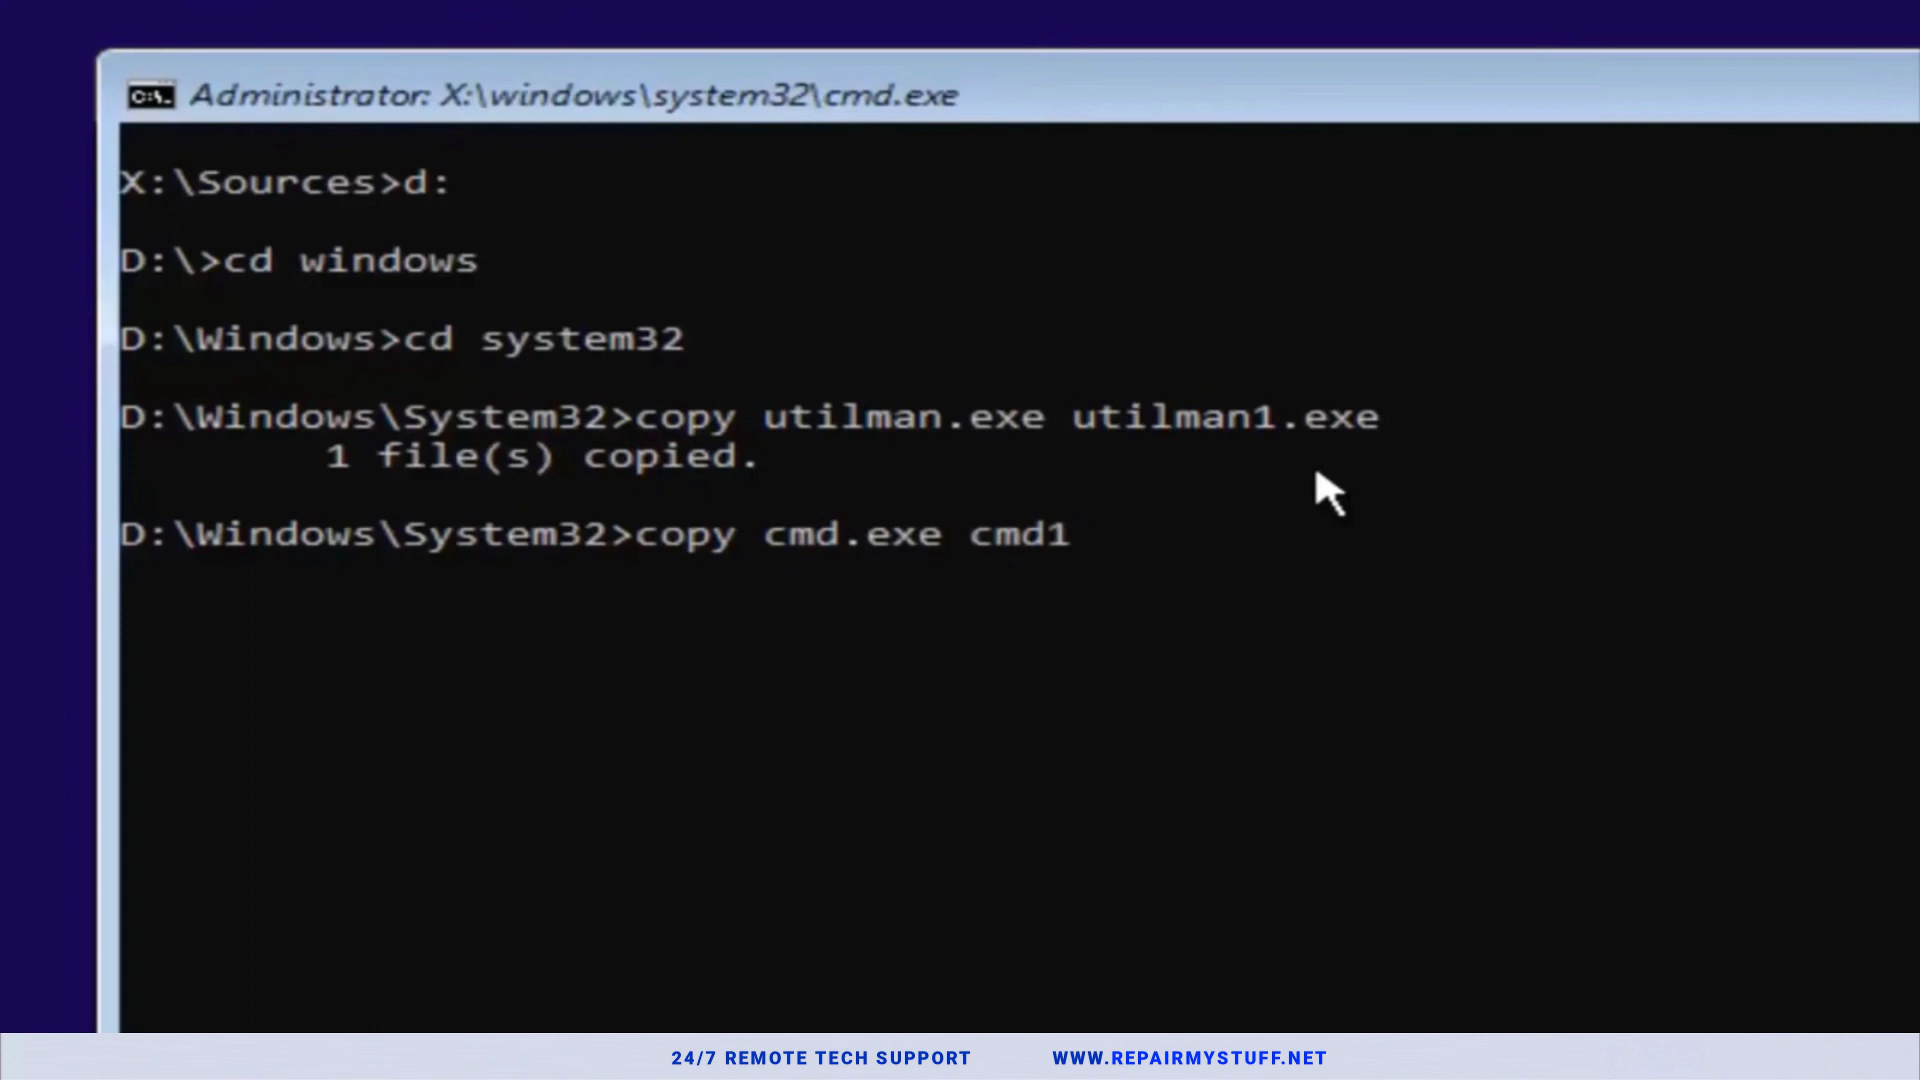 Administrator: X:\windows\system32\cmd.exe
X:\Sources>d:
D:\>cd windows
D:\Windows>cd system32
D:\Windows\System32>copy utilman.exe utilman1.exe
1 file(s) copied.
D:\Windows\System32>copy cmd.exe cmd1
24/7 REMOTE TECH SUPPORT WWW.REPAIRMYSTUFF.NET